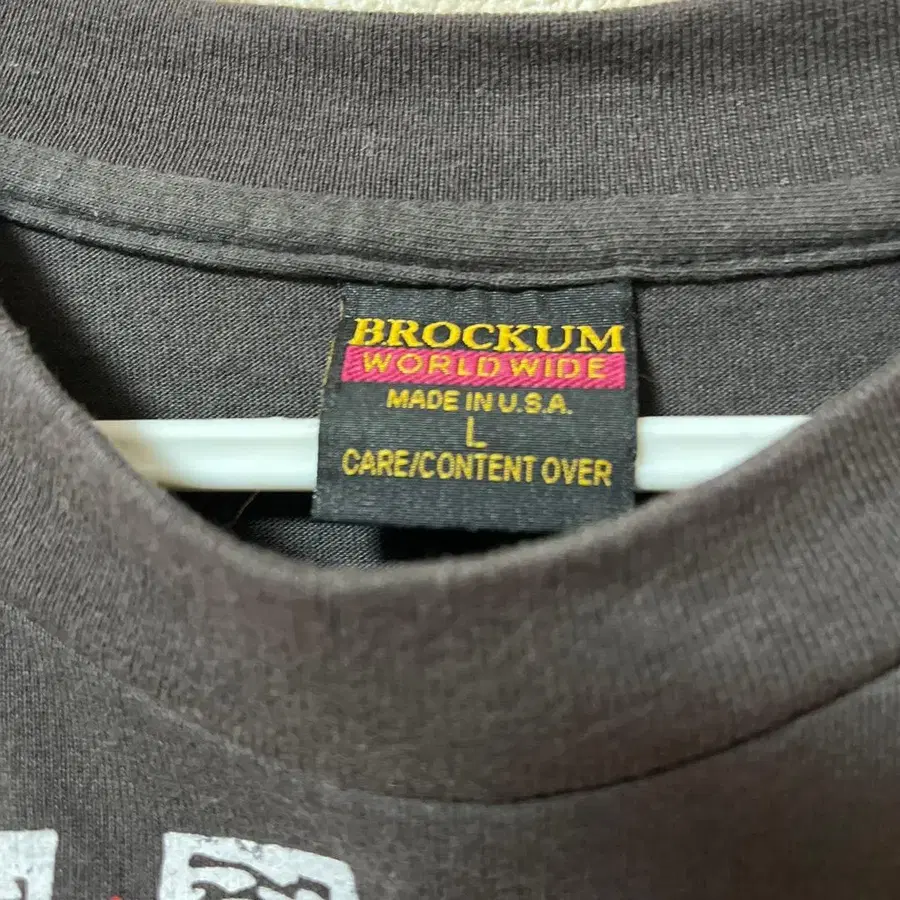 BROCKUM
WORLD WIDE
MADE IN U.S.A.
L
CARE/CONTENT OVER